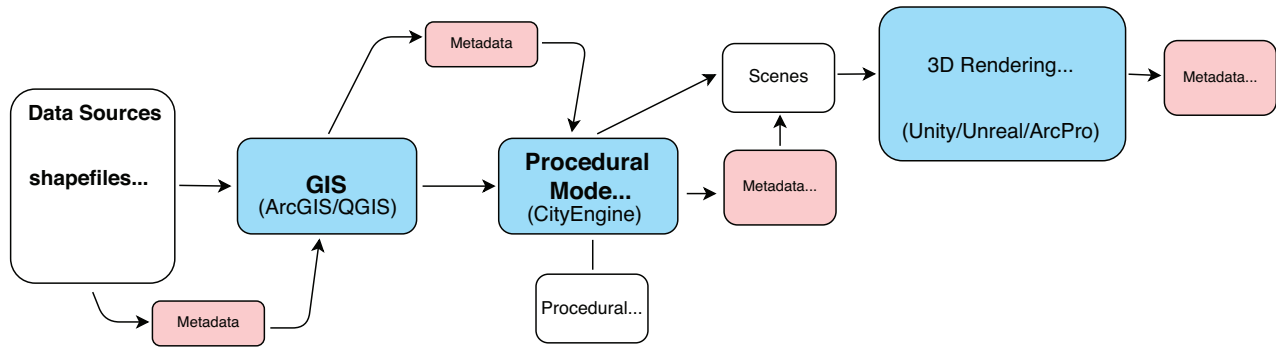 Data Sources
shapefiles...
Metadata
GIS
(ArcGIS/QGIS)
Metadata
Procedural
Mode...
(CityEngine)
Procedural...
Metadata...
Scenes
3D Rendering...
(Unity/Unreal/ArcPro)
Metadata...